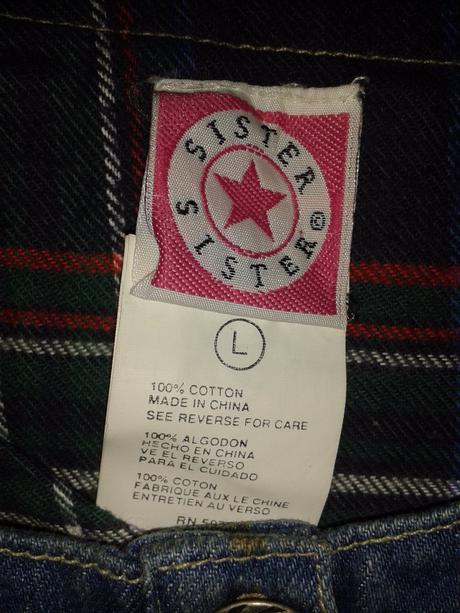 SISTER
SISTER ©
L
100% COTTON
MADE IN CHINA
SEE REVERSE FOR CARE
100% ALGODON
HECHO EN CHINA
VE EL REVERSO
PARA EL CUIDADO
100% COTON
FABRIQUE AUX LE CHINE
ENTRETIEN AU VERSO
RN